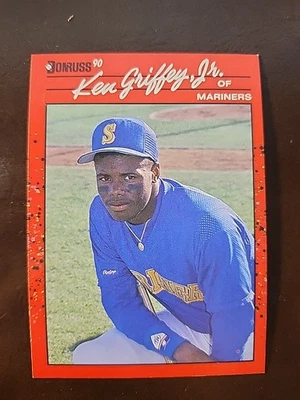 DONRUSS 90
Ken Griffey, Jr.
OF
MARINERS
S